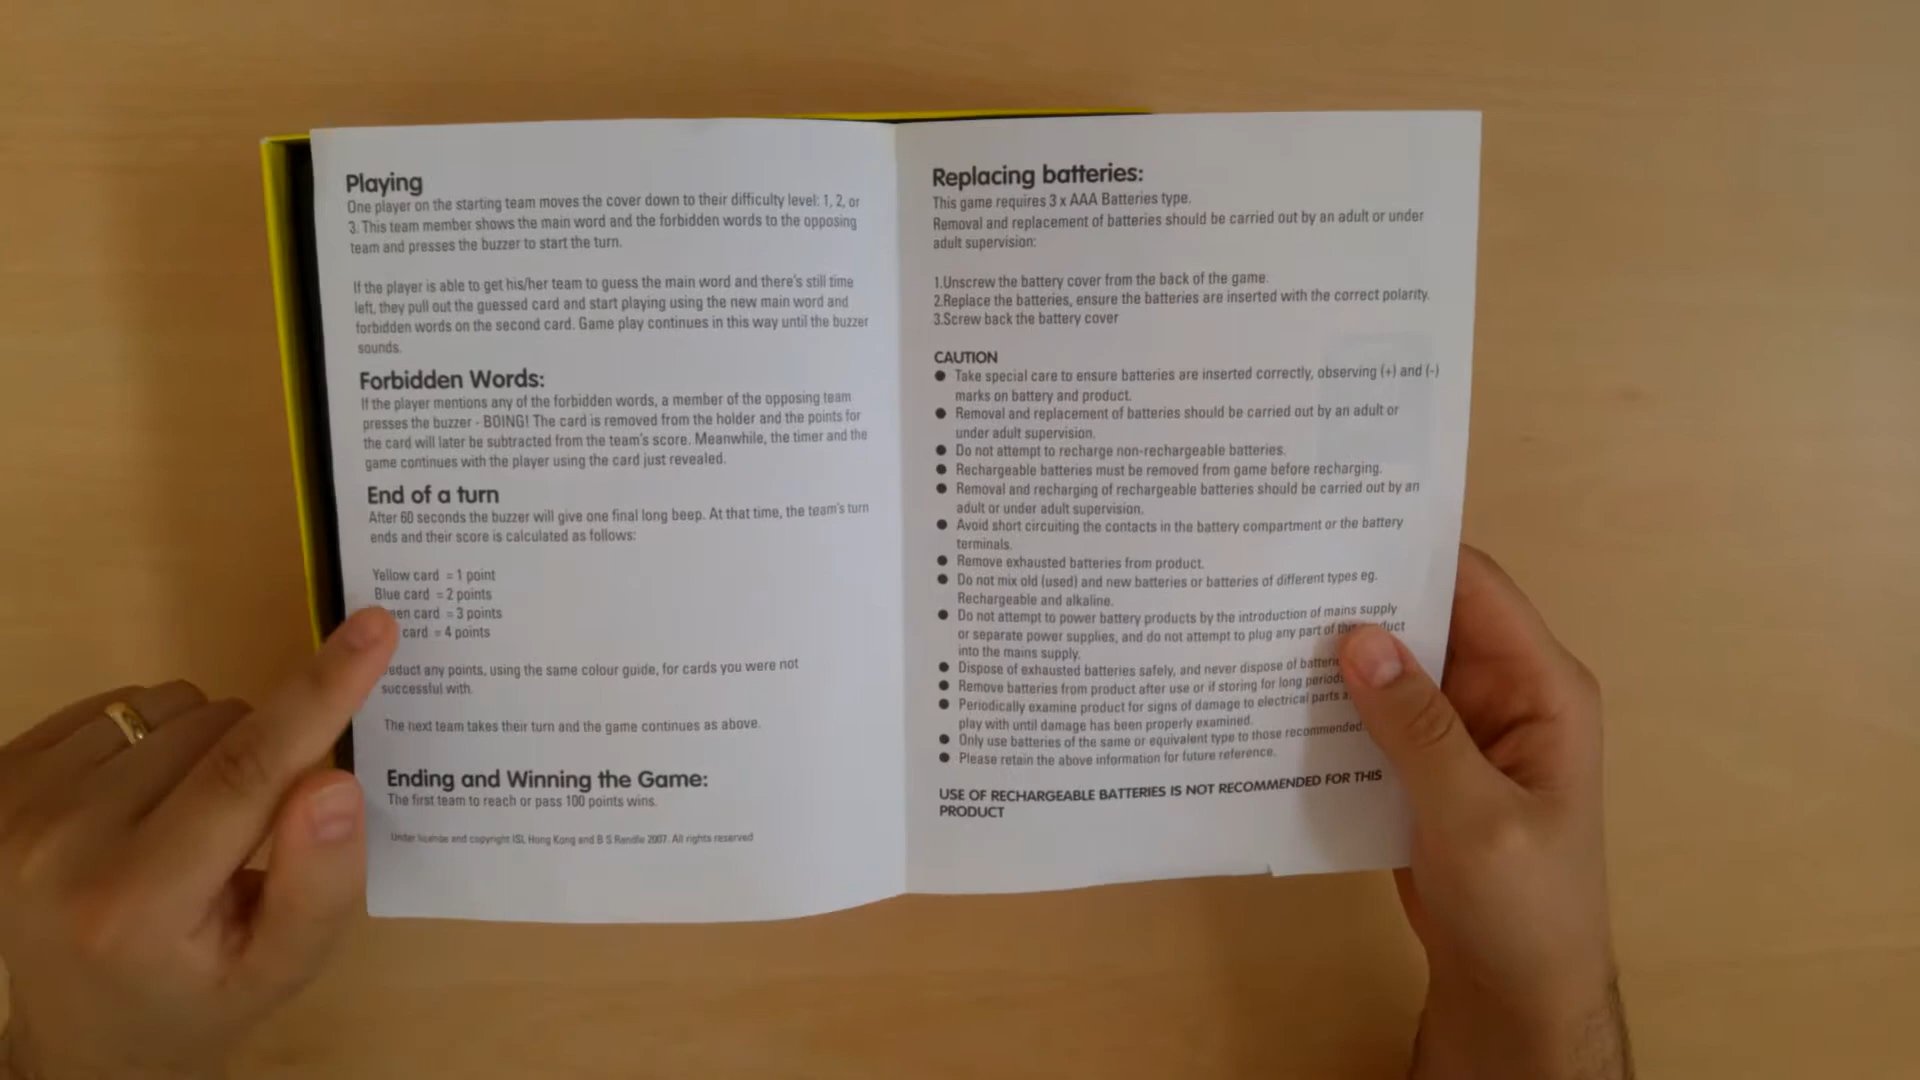 Playing
One player on the starting team moves the cover down to their difficulty level: 1, 2, or
3. This team member shows the main word and the forbidden words to the opposing
team and presses the buzzer to start the turn.
If the player is able to get his/her team to guess the main word and there's still time
left, they pull out the guessed card and start playing using the new main word and
forbidden words on the second card. Game play continues in this way until the buzzer
sounds.
Forbidden Words:
If the player mentions any of the forbidden words, a member of the opposing team
presses the buzzer - BOING! The card is removed from the holder and the points for
the card will later be subtracted from the team's score. Meanwhile, the timer and the
game continues with the player using the card just revealed.
End of a turn
After 60 seconds the buzzer will give one final long beep. At that time, the team's turn
ends and their score is calculated as follows:
Yellow card = 1 point
Blue card = 2 points
card = 3 points
card = 4 points
any points, using the same colour guide, for cards you were not
successful with.
The next team takes their turn and the game continues as above.
Ending and Winning the Game:
The first team to reach or pass 100 points wins.
Under license and copyright ISL Hong Kong and B S Randle 2007. All rights reserved
Replacing batteries:
This game requires 3 x AAA Batteries type.
Removal and replacement of batteries should be carried out by an adult or under
adult supervision:
1.Unscrew the battery cover from the back of the game.
2.Replace the batteries, ensure the batteries are inserted with the correct polarity.
3.Screw back the battery cover
CAUTION
● Take special care to ensure batteries are inserted correctly, observing (+) and (-)
marks on battery and product.
● Removal and replacement of batteries should be carried out by an adult or
under adult supervision.
● Do not attempt to recharge non-rechargeable batteries.
● Rechargeable batteries must be removed from game before recharging.
● Removal and recharging of rechargeable batteries should be carried out by an
adult or under adult supervision.
● Avoid short circuiting the contacts in the battery compartment or the battery
terminals.
● Remove exhausted batteries from product.
● Do not mix old (used) and new batteries or batteries of different types eg.
Rechargeable and alkaline.
● Do not attempt to power battery products by the introduction of mains supply
or separate power supplies, and do not attempt to plug any part of this product
into the mains supply.
● Dispose of exhausted batteries safely, and never dispose of
● Remove batteries from product after use or if storing for long
● Periodically examine product for signs of damage to electrical parts
play with until damage has been properly examined.
● Only use batteries of the same or equivalent type to those recommended.
● Please retain the above information for future reference.
USE OF RECHARGEABLE BATTERIES IS NOT RECOMMENDED FOR THIS
PRODUCT